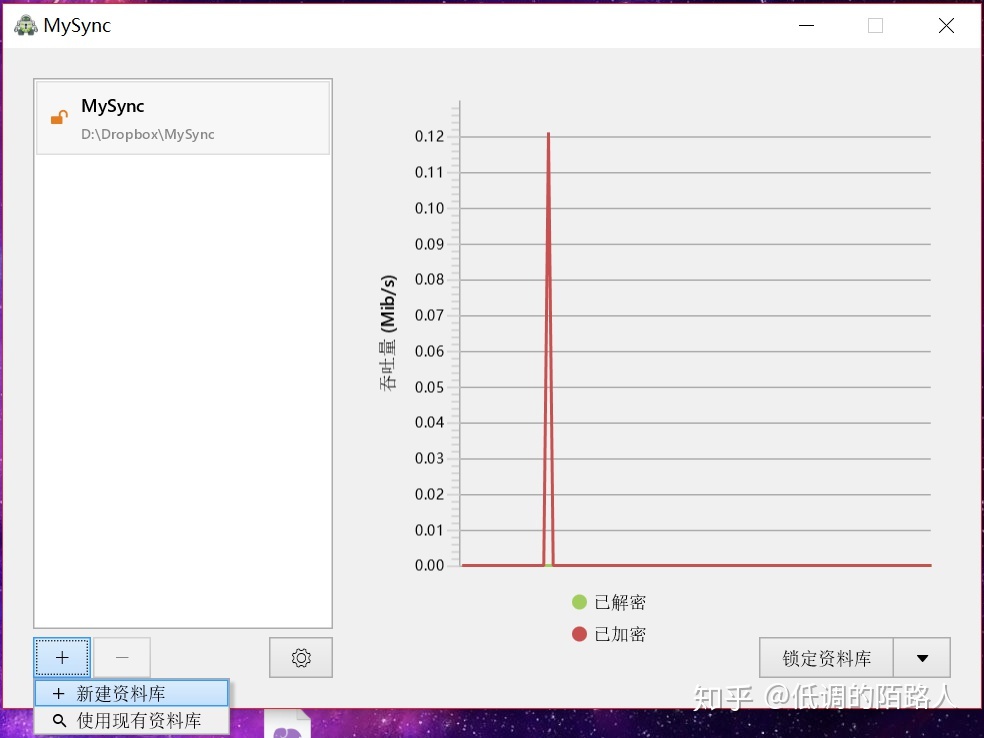 MySync
MySync
D:\Dropbox\MySync
吞吐量 (Mib/s)
0.12
0.11
0.10
0.09
0.08
0.07
0.06
0.05
0.04
0.03
0.02
0.01
0.00
已解密
已加密
锁定资料库
+ 新建资料库
使用现有资料库
知乎 @低调的陌路人